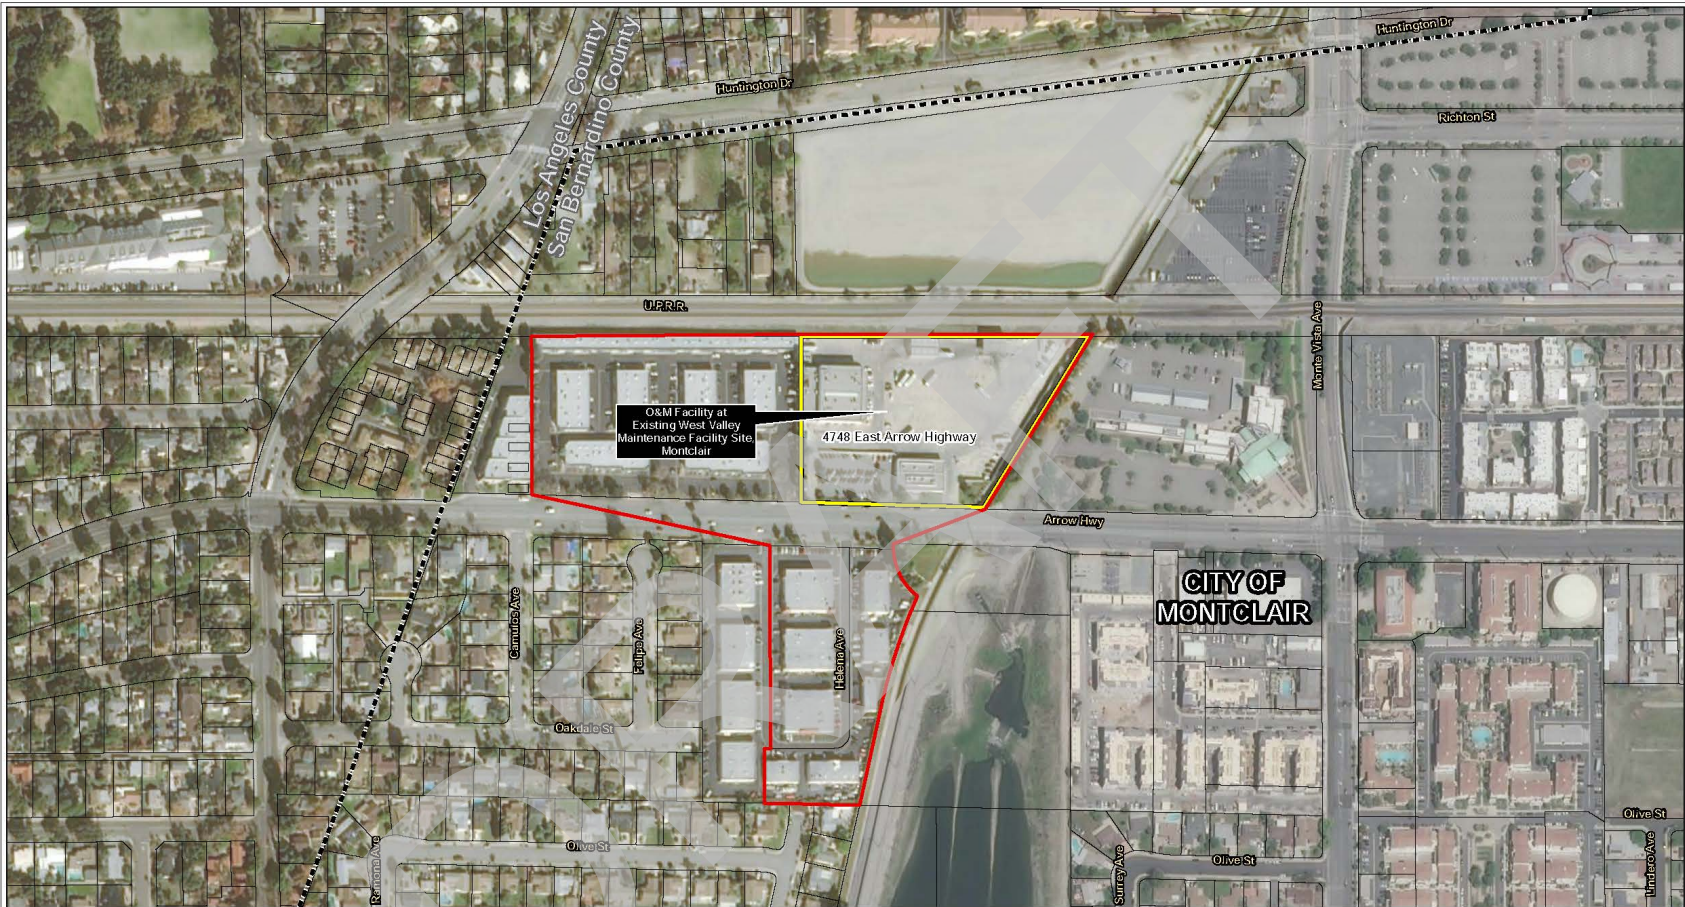 Huntington Dr
Huntington Dr
Los Angeles County
San Bernardino County
Richton St
U.P.R.R.
Monte Vista Ave
O&M Facility at
Existing West Valley
Maintenance Facility Site,
Montclair
4748 East Arrow Highway
Arrow Hwy
CITY OF
MONTCLAIR
Camulos Ave
Felipe Ave
Helena Ave
Oakdale St
Olive St
Olive St
Olive St
Ramona Ave
Surrey Ave
Lindero Ave
DRAFT